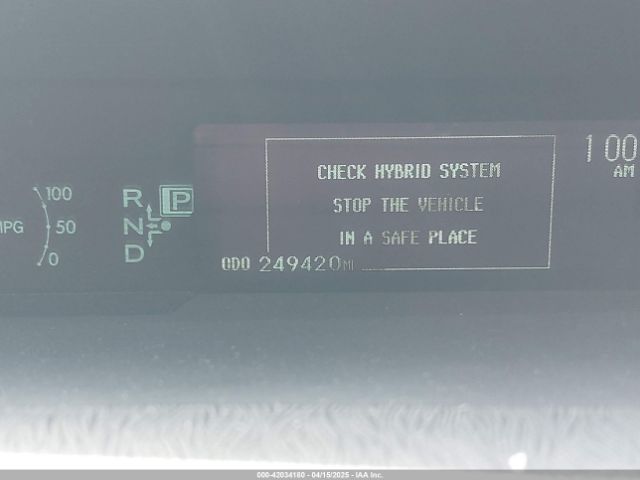 1 00
AM
CHECK HYBRID SYSTEM
STOP THE VEHICLE
IN A SAFE PLACE
100
MPG 50
0
R P
N
D
ODO 249420 MI
000-42034180 - 04/15/2025 - IAA Inc.